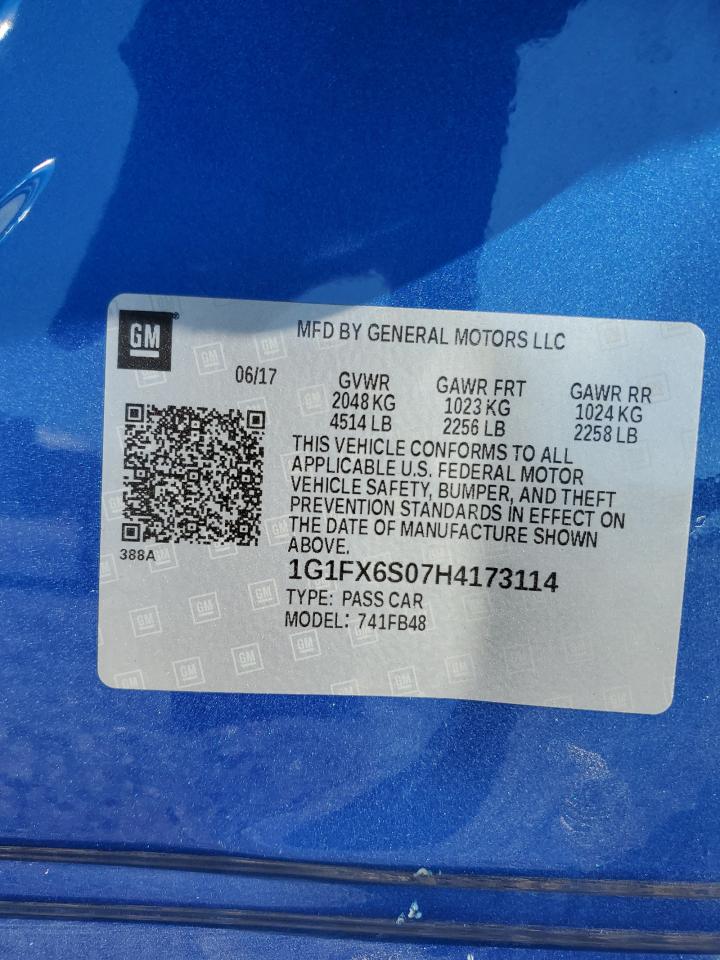 GM
MFD BY GENERAL MOTORS LLC
06/17
GVWR
2048 KG
4514 LB
GAWR FRT
1023 KG
2256 LB
GAWR RR
1024 KG
2258 LB
THIS VEHICLE CONFORMS TO ALL
APPLICABLE U.S. FEDERAL MOTOR
VEHICLE SAFETY, BUMPER, AND THEFT
PREVENTION STANDARDS IN EFFECT ON
THE DATE OF MANUFACTURE SHOWN
ABOVE.
388A
1G1FX6S07H4173114
TYPE: PASS CAR
MODEL: 741FB48